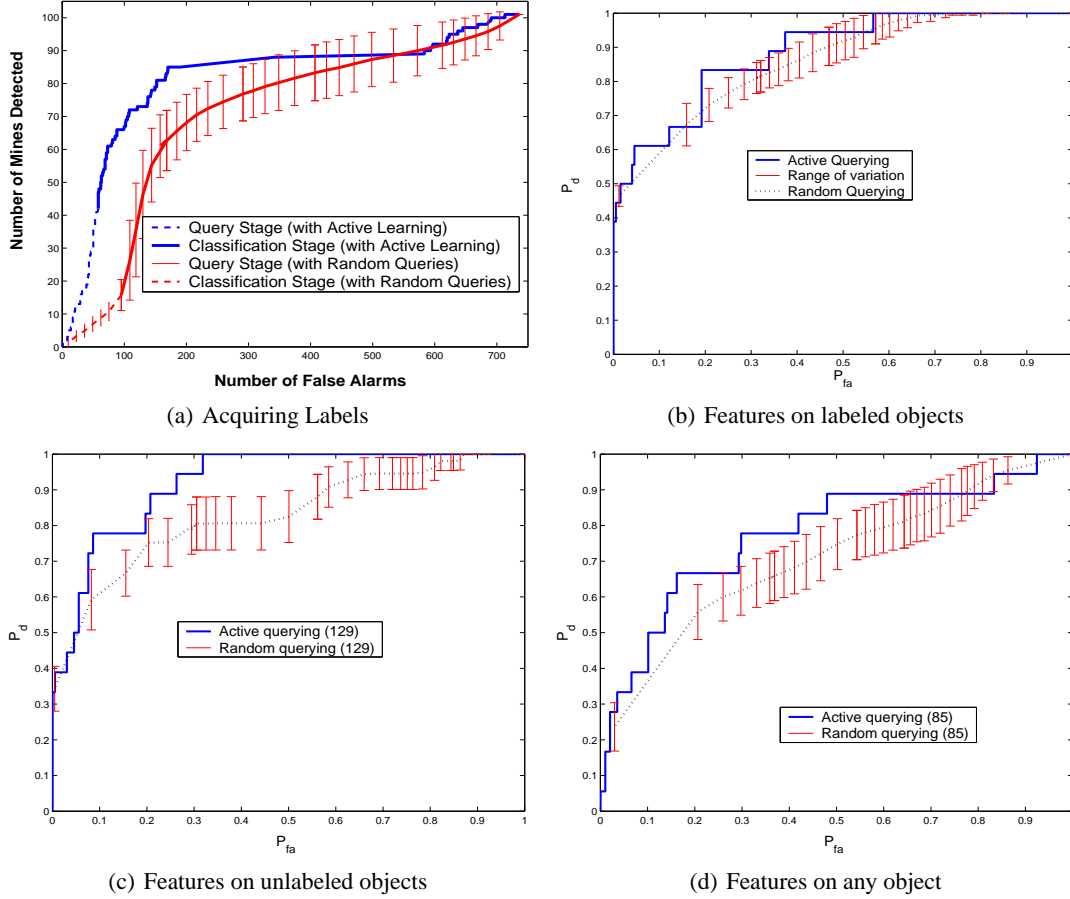 Number of Mines Detected
110
100
90
80
70
60
50
40
30
20
10
0
Query Stage (with Active Learning)
Classification Stage (with Active Learning)
Query Stage (with Random Queries)
Classification Stage (with Random Queries)
0 100 200 300 400 500 600 700
Number of False Alarms
(a) Acquiring Labels
P_d
1
0.9
0.8
0.7
0.6
0.5
0.4
0.3
0.2
0.1
0
Active Querying
Range of variation
Random Querying
0 0.1 0.2 0.3 0.4 0.5 0.6 0.7 0.8 0.9
P_fa
(b) Features on labeled objects
P_d
1
0.9
0.8
0.7
0.6
0.5
0.4
0.3
0.2
0.1
0
Active querying (129)
Random querying (129)
0 0.1 0.2 0.3 0.4 0.5 0.6 0.7 0.8 0.9 1
P_fa
(c) Features on unlabeled objects
P_d
1
0.9
0.8
0.7
0.6
0.5
0.4
0.3
0.2
0.1
0
Active querying (85)
Random querying (85)
0 0.1 0.2 0.3 0.4 0.5 0.6 0.7 0.8 0.9
P_fa
(d) Features on any object